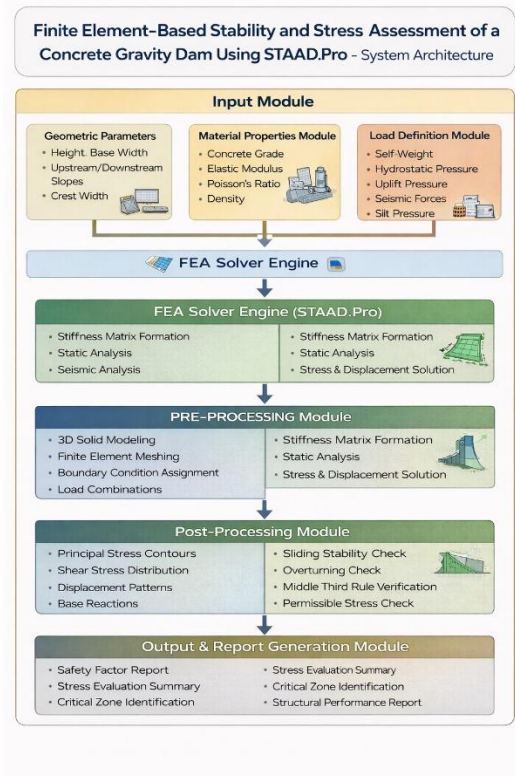 Finite Element-Based Stability and Stress Assessment of a
Concrete Gravity Dam Using STAAD.Pro – System Architecture
Input Module
Geometric Parameters
• Height. Base Width
• Upstream/Downstream
Slopes
• Crest Width
Material Properties Module
• Concrete Grade
• Elastic Modulus
• Poisson's Ratio
• Density
Load Definition Module
• Self-Weight
• Hydrostatic Pressure
• Uplift Pressure
• Seismic Forces
• Silt Pressure
FEA Solver Engine
FEA Solver Engine (STAAD.Pro)
• Stiffness Matrix Formation
• Static Analysis
• Seismic Analysis
• Stiffness Matrix Formation
• Static Analysis
• Stress & Displacement Solution
PRE-PROCESSING Module
• 3D Solid Modeling
• Finite Element Meshing
• Boundary Condition Assignment
• Load Combinations
• Stiffness Matrix Formation
• Static Analysis
• Stress & Displacement Solution
Post-Processing Module
• Principal Stress Contours
• Shear Stress Distribution
• Displacement Patterns
• Base Reactions
• Sliding Stability Check
• Overturning Check
• Middle Third Rule Verification
• Permissible Stress Check
Output & Report Generation Module
• Safety Factor Report
• Stress Evaluation Summary
• Critical Zone Identification
• Stress Evaluation Summary
• Critical Zone Identification
• Structural Performance Report